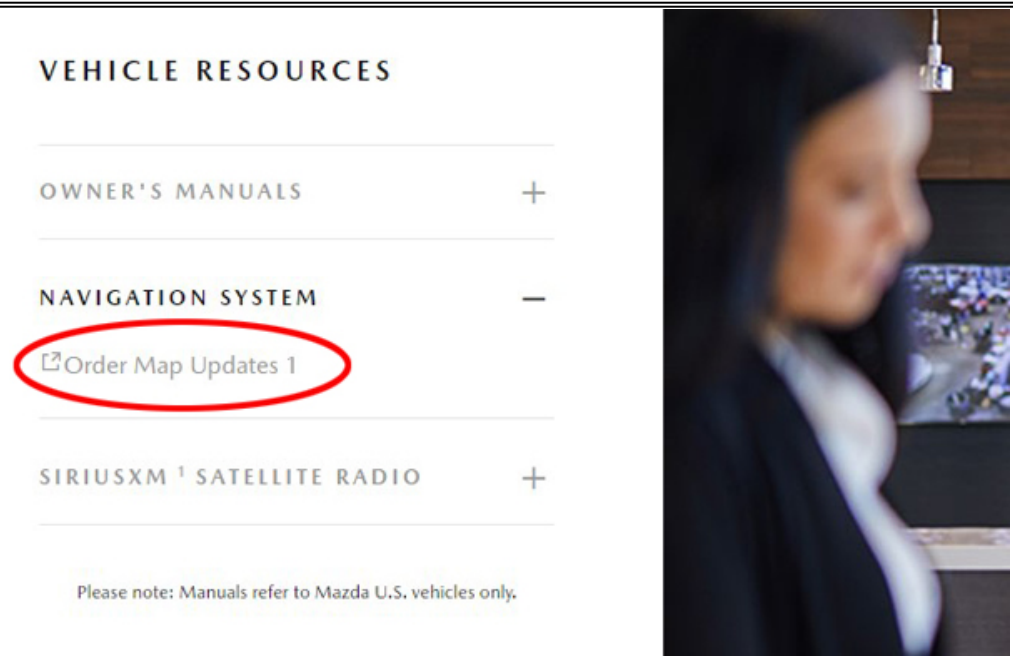 VEHICLE RESOURCES
OWNER'S MANUALS
NAVIGATION SYSTEM
Order Map Updates 1
SIRIUSXM ¹ SATELLITE RADIO
Please note: Manuals refer to Mazda U.S. vehicles only.